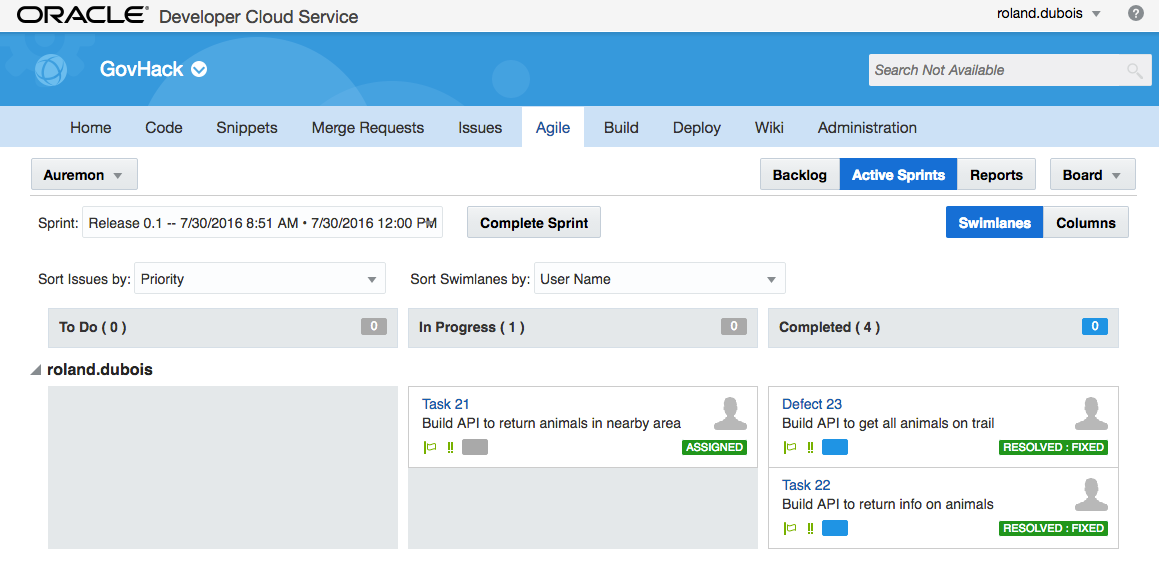 ORACLE® Developer Cloud Service
roland.dubois
?
GovHack
Search Not Available
Home Code Snippets Merge Requests Issues Agile Build Deploy Wiki Administration
Auremon
Backlog Active Sprints Reports Board
Sprint: Release 0.1 -- 7/30/2016 8:51 AM • 7/30/2016 12:00 PM
Complete Sprint
Swimlanes Columns
Sort Issues by: Priority
Sort Swimlanes by: User Name
To Do ( 0 ) 0
In Progress ( 1 ) 0
Completed ( 4 ) 0
roland.dubois
Task 21
Build API to return animals in nearby area
!! ASSIGNED
Defect 23
Build API to get all animals on trail
!! RESOLVED : FIXED
Task 22
Build API to return info on animals
!! RESOLVED : FIXED